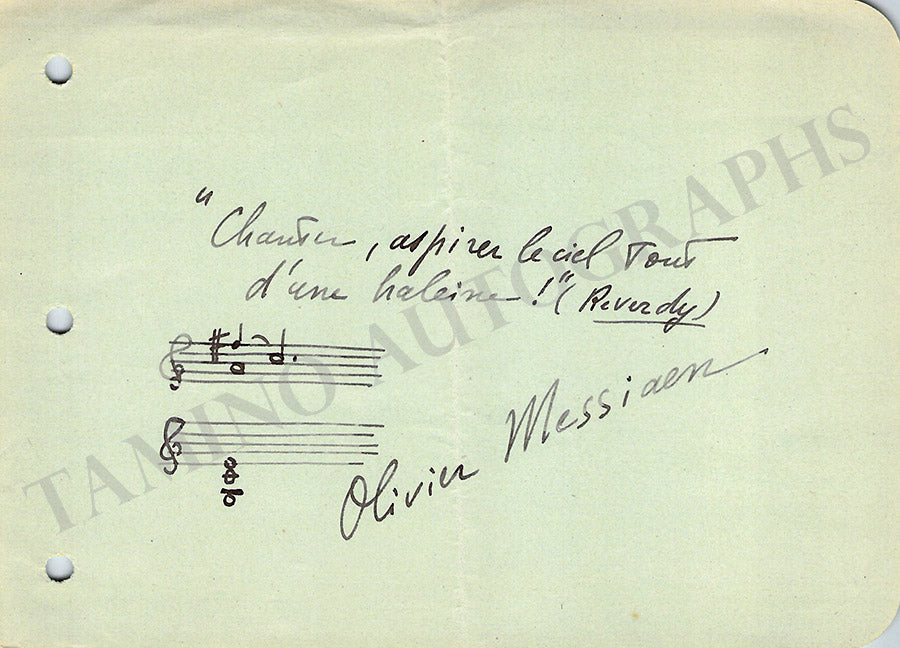 "Chanter, aspirer le ciel tout
d'une haleine!" (Reverdy)
Olivier Messiaen
TAMINO AUTOGRAPHS